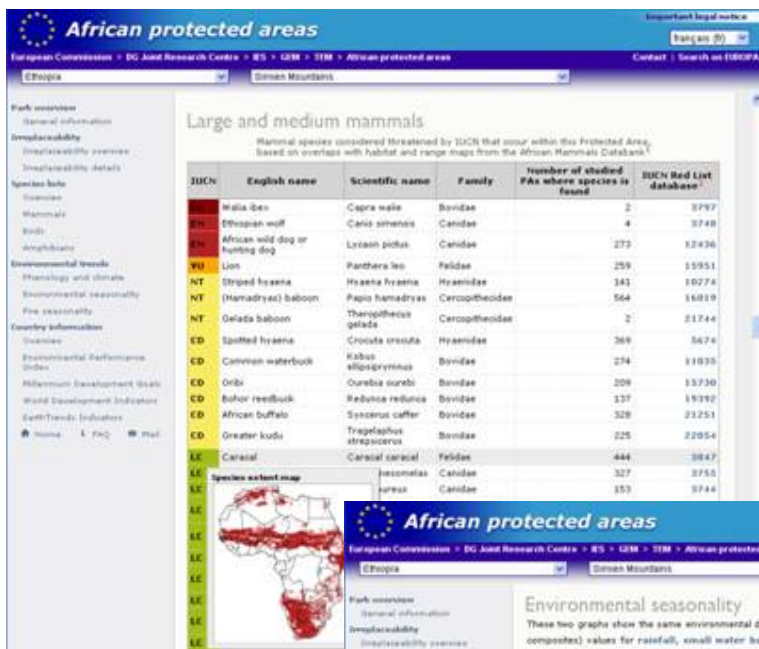 African protected areas
Important legal notice
français (fr)
European Commission > DG Joint Research Centre > IES > GEM > TEM > African protected areas
Contact | Search on EUROPA
Ethiopia
Simien Mountains
Park overview
General information
Irreplaceability
Irreplaceability overview
Irreplaceability details
Species lists
Overview
Mammals
Birds
Amphibians
Environmental trends
Phenology and climate
Environmental seasonality
Fire seasonality
Country information
Overview
Environmental Performance
Index
Millennium Development Goals
World Development Indicators
EarthTrends Indicators
Home FAQ Mail
Large and medium mammals
Mammal species considered threatened by IUCN that occur within this Protected Area,
based on overlaps with habitat and range maps from the African Mammals Databank
IUCN English name Scientific name Family Number of studied PAs where species is found IUCN Red List database
Walia ibex Capra walie Bovidae 2 3797
EN Ethiopian wolf Canis simensis Canidae 4 3748
EN African wild dog or hunting dog Lycaon pictus Canidae 273 12436
VU Lion Panthera leo Felidae 259 15951
NT Striped hyaena Hyaena hyaena Hyaenidae 141 10274
NT (Hamadryas) baboon Papio hamadryas Cercopithecidae 564 16019
NT Gelada baboon Theropithecus gelada Cercopithecidae 2 21744
CD Spotted hyaena Crocuta crocuta Hyaenidae 369 5674
CD Common waterbuck Kobus ellipsiprymnus Bovidae 274 11035
CD Oribi Ourebia ourebi Bovidae 209 15730
CD Bohor reedbuck Redunca redunca Bovidae 137 19392
CD African buffalo Syncerus caffer Bovidae 328 21251
CD Greater kudu Tragelaphus strepsicerus Bovidae 225 22054
LC Caracal Caracal caracal Felidae 444 3847
LC mesomelas Canidae 327 3755
LC aureus Canidae 153 3744
Species extent map
LC
LC
LC
LC
LC
LC
African protected areas
European Commission > DG Joint Research Centre > IES > GEM > TEM > African protected
Ethiopia
Simien Mountains
Park overview
General information
Irreplaceability
Irreplaceability overview
Environmental seasonality
These two graphs show the same environmental d
composites) values for rainfall, small water bo